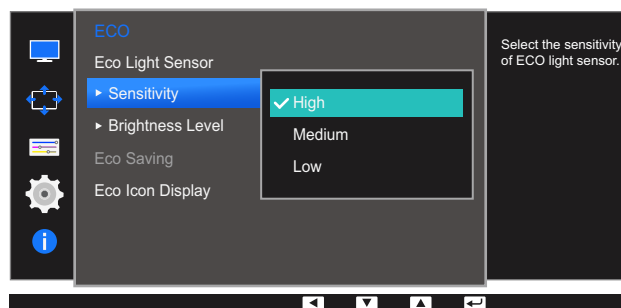 ECO
Eco Light Sensor
Sensitivity
Brightness Level
Eco Saving
Eco Icon Display
High
Medium
Low
Select the sensitivity
of ECO light sensor.